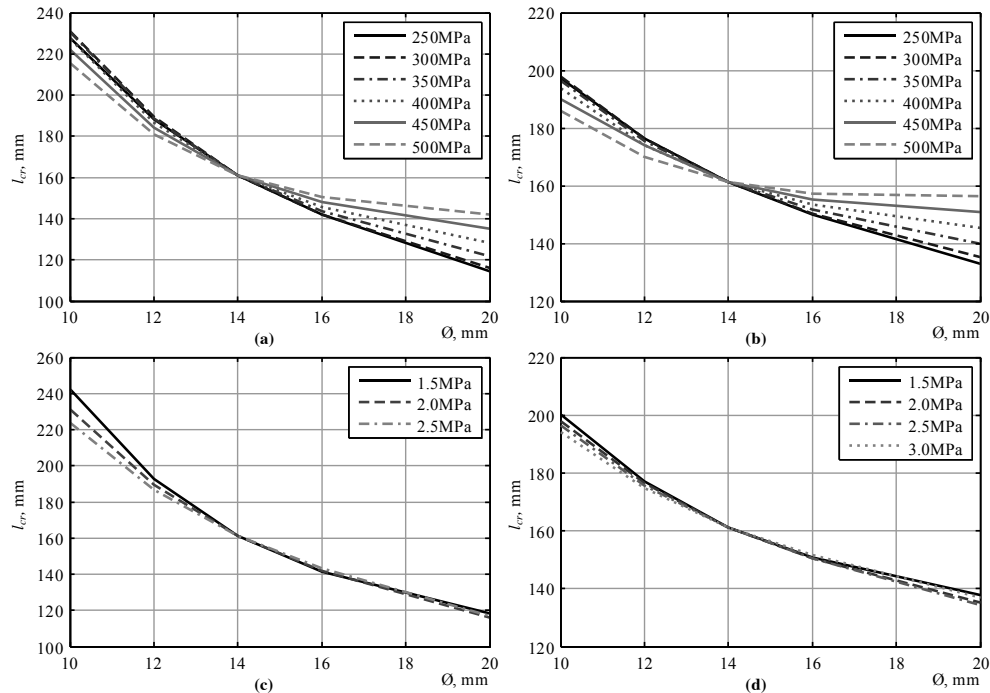 240
220
200
180
160
140
120
100
l_cr, mm
10 12 14 16 18 20
Ø, mm
250MPa
300MPa
350MPa
400MPa
450MPa
500MPa
(a)
220
200
180
160
140
120
l_cr, mm
10 12 14 16 18 20
Ø, mm
250MPa
300MPa
350MPa
400MPa
450MPa
500MPa
(b)
260
240
220
200
180
160
140
120
100
l_cr, mm
10 12 14 16 18 20
Ø, mm
1.5MPa
2.0MPa
2.5MPa
(c)
220
200
180
160
140
120
l_cr, mm
10 12 14 16 18 20
Ø, mm
1.5MPa
2.0MPa
2.5MPa
3.0MPa
(d)